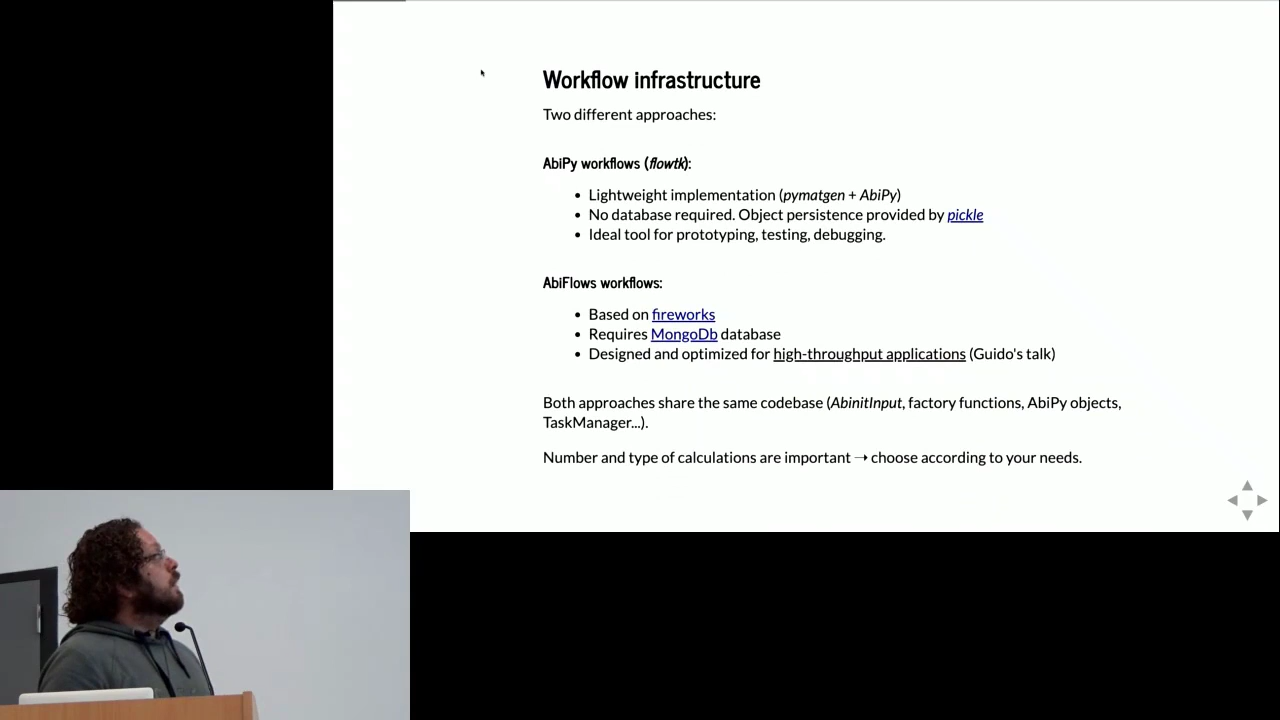 Workflow infrastructure
Two different approaches:
AbiPy workflows (flowtk):
Lightweight implementation (pymatgen + AbiPy)
No database required. Object persistence provided by pickle
Ideal tool for prototyping, testing, debugging.
AbiFlows workflows:
Based on fireworks
Requires MongoDb database
Designed and optimized for high-throughput applications (Guido's talk)
Both approaches share the same codebase (AbinitInput, factory functions, AbiPy objects,
TaskManager...).
Number and type of calculations are important → choose according to your needs.